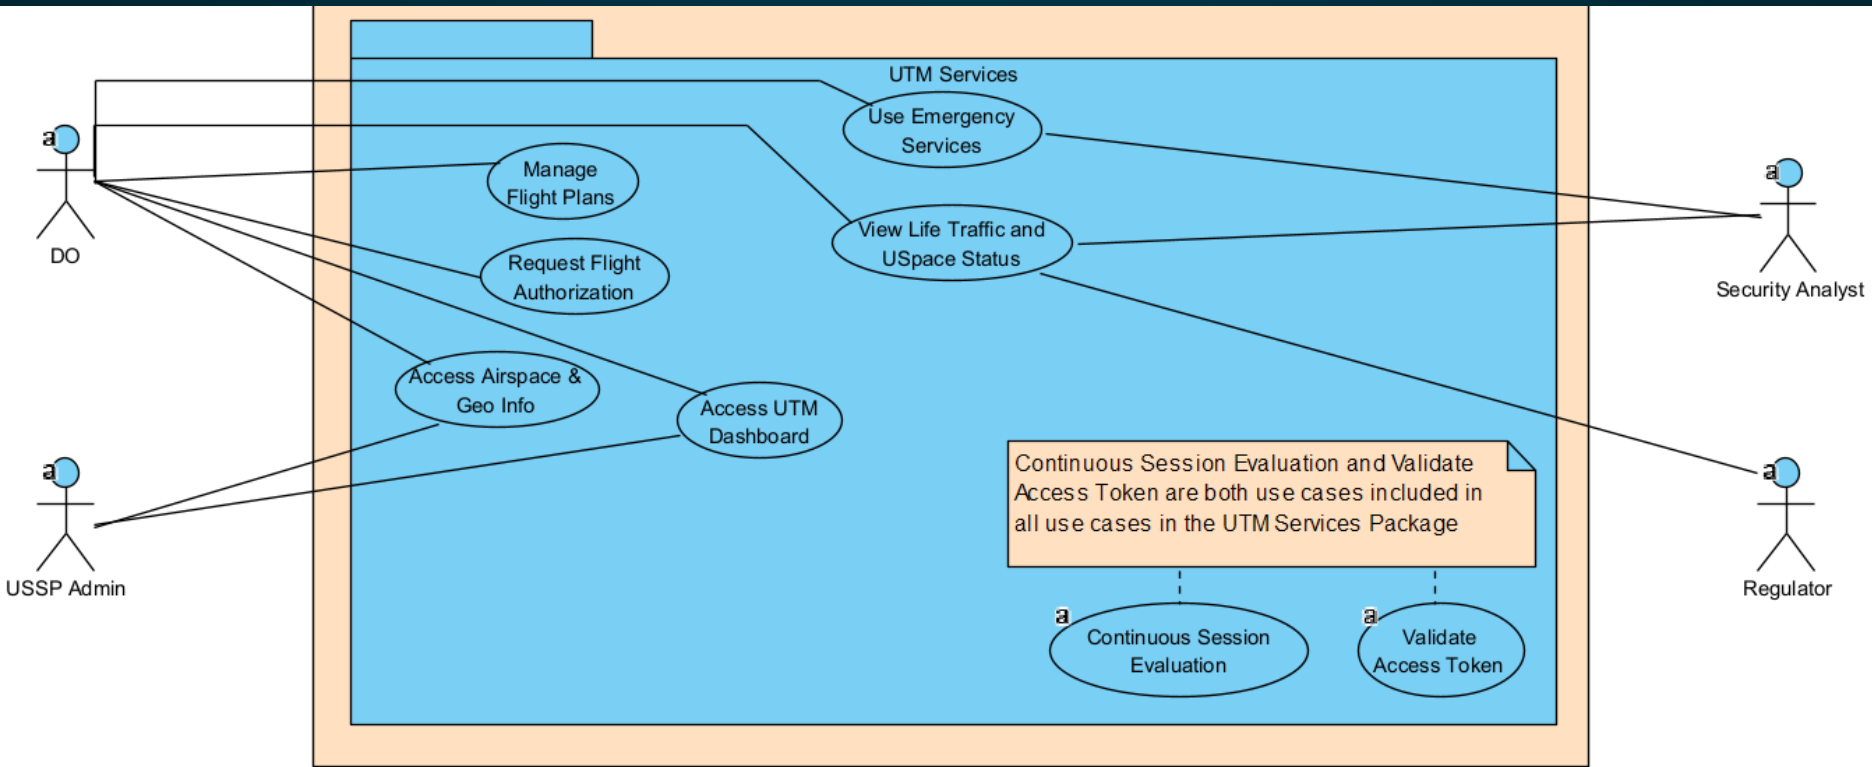 UTM Services
Use Emergency
Services
a
DO
Manage
Flight Plans
a
Security Analyst
View Life Traffic and
USpace Status
Request Flight
Authorization
Access Airspace &
Geo Info
Access UTM
Dashboard
a
USSP Admin
Continuous Session Evaluation and Validate
Access Token are both use cases included in
all use cases in the UTM Services Package
a
Regulator
a
Continuous Session
Evaluation
a
Validate
Access Token